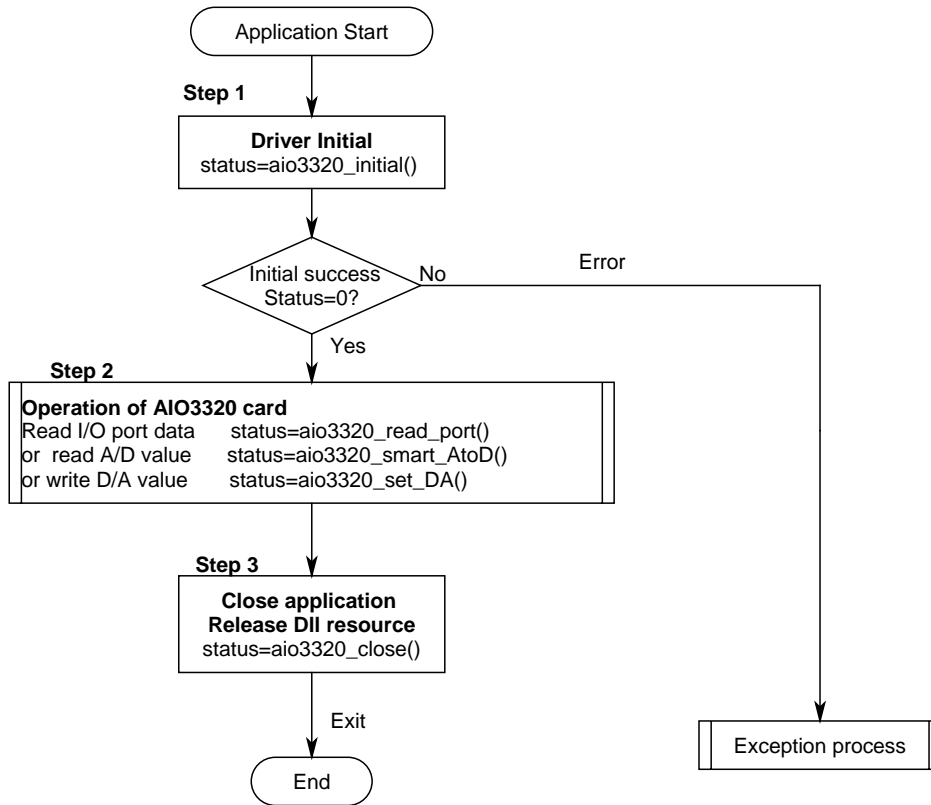 Application Start
Step 1
Driver Initial
status=aio3320_initial()
Initial success
Status=0?
No
Error
Yes
Step 2
Operation of AIO3320 card
Read I/O port data status=aio3320_read_port()
or read A/D value status=aio3320_smart_AtoD()
or write D/A value status=aio3320_set_DA()
Step 3
Close application
Release Dll resource
status=aio3320_close()
Exit
Exception process
End